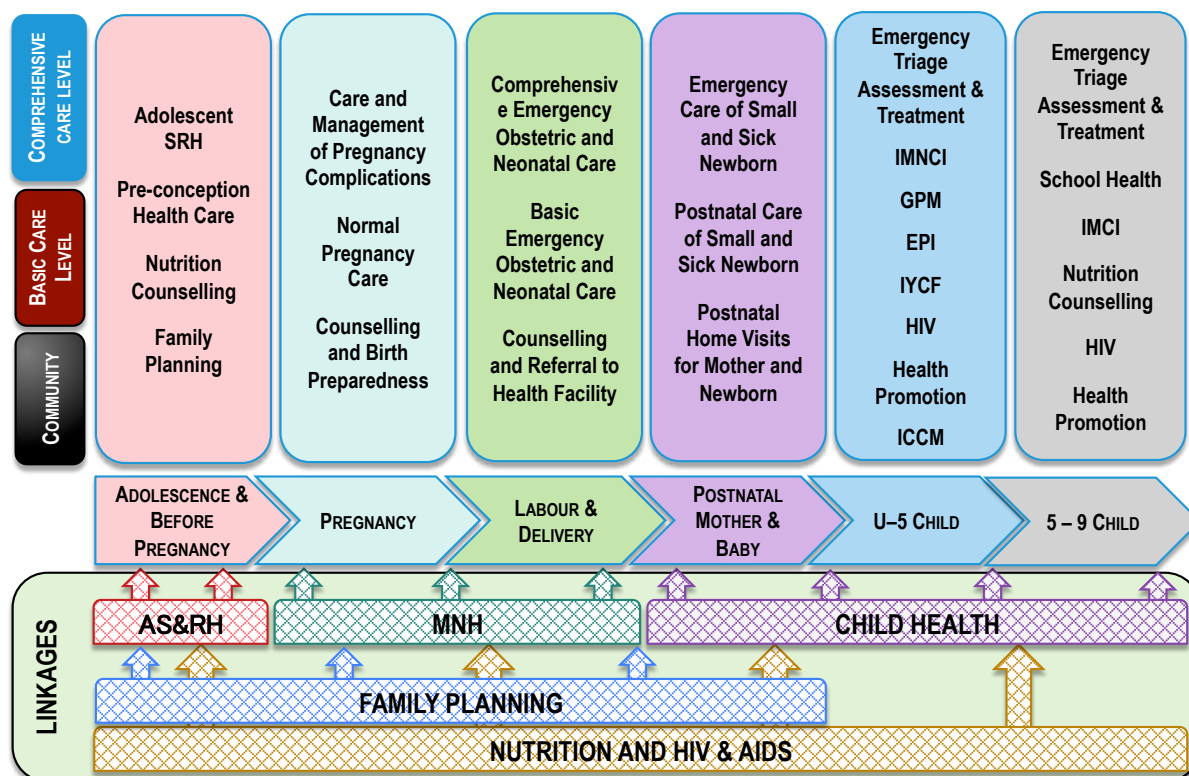 COMPREHENSIVE
CARE LEVEL
BASIC CARE
LEVEL
COMMUNITY
Adolescent
SRH
Pre-conception
Health Care
Nutrition
Counselling
Family
Planning
Care and
Management
of Pregnancy
Complications
Normal
Pregnancy
Care
Counselling
and Birth
Preparedness
Comprehensiv
e Emergency
Obstetric and
Neonatal Care
Basic
Emergency
Obstetric and
Neonatal Care
Counselling
and Referral to
Health Facility
Emergency
Care of Small
and Sick
Newborn
Postnatal Care
of Small and
Sick Newborn
Postnatal
Home Visits
for Mother and
Newborn
Emergency
Triage
Assessment &
Treatment
IMNCI
GPM
EPI
IYCF
HIV
Health
Promotion
ICCM
Emergency
Triage
Assessment &
Treatment
School Health
IMCI
Nutrition
Counselling
HIV
Health
Promotion
ADOLESCENCE &
BEFORE
PREGNANCY
PREGNANCY
LABOUR &
DELIVERY
POSTNATAL
MOTHER &
BABY
U–5 CHILD
5 – 9 CHILD
LINKAGES
AS&RH
MNH
CHILD HEALTH
FAMILY PLANNING
NUTRITION AND HIV & AIDS